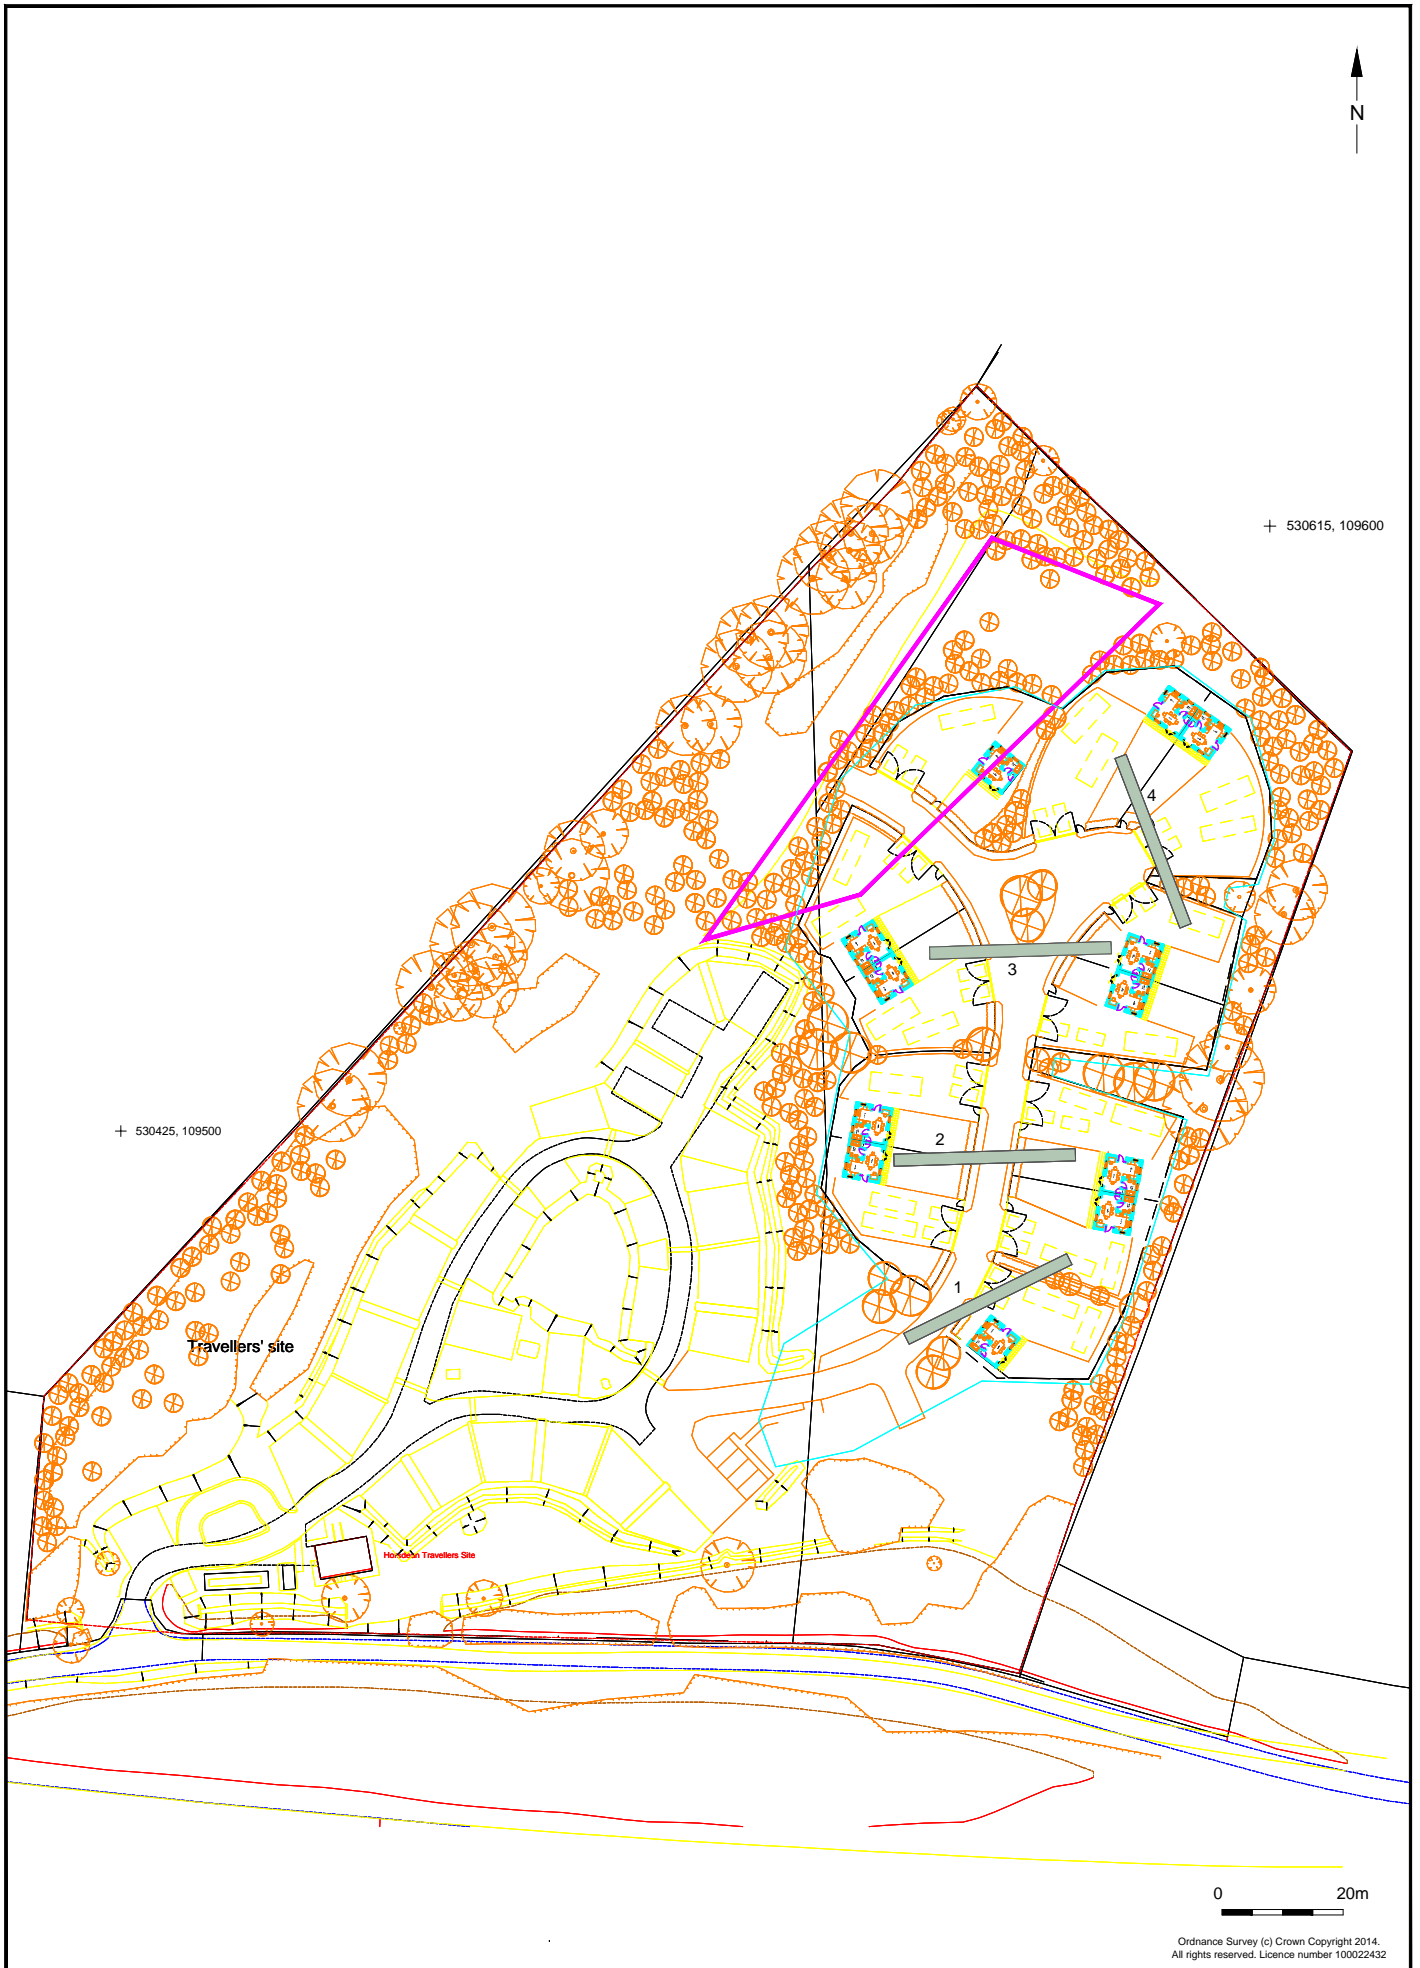 N
530615, 109600
4
3
530425, 109500
2
1
Travellers' site
Horsdean Travellers Site
0 20m
Ordnance Survey (c) Crown Copyright 2014.
All rights reserved. Licence number 100022432